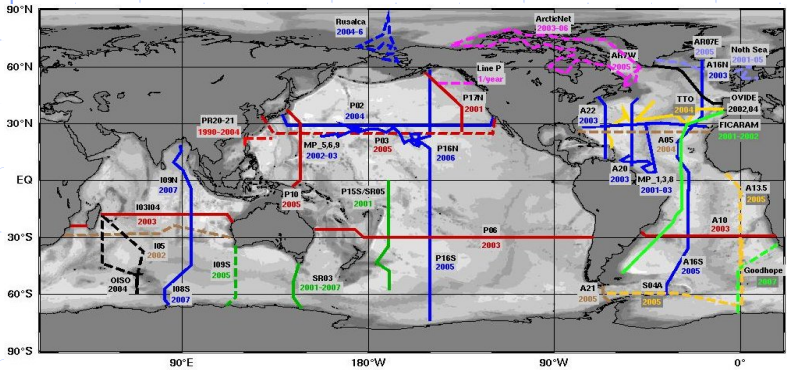 90°N
60°N
30°N
EQ
30°S
60°S
90°S
90°E
180°W
90°W
0°
Rusalca
2004-6
ArcticNet
2003-06
AR7W
2005
AR07E
2005
Noth Sea
2001-05
A16N
2003
Line P
1/year
P17N
2001
TTO
2004
OVIDE
2002,04
FICARAM
2001-2002
A22
2003
A05
2004
PR20-21
1990-2004
P02
2004
P03
2005
MP_5,6,9
2002-03
P16N
2006
A20
2003
MP_1,3,8
2001-03
A13.5
2005
I09N
2007
P10
2005
P15S/SR05
2001
I03I04
2003
I05
2002
P06
2003
A10
2003
P16S
2005
A16S
2005
OISO
2004
I08S
2007
I09S
2005
SR03
2001-2007
A21
2005
S04A
2005
Goodhope
2007